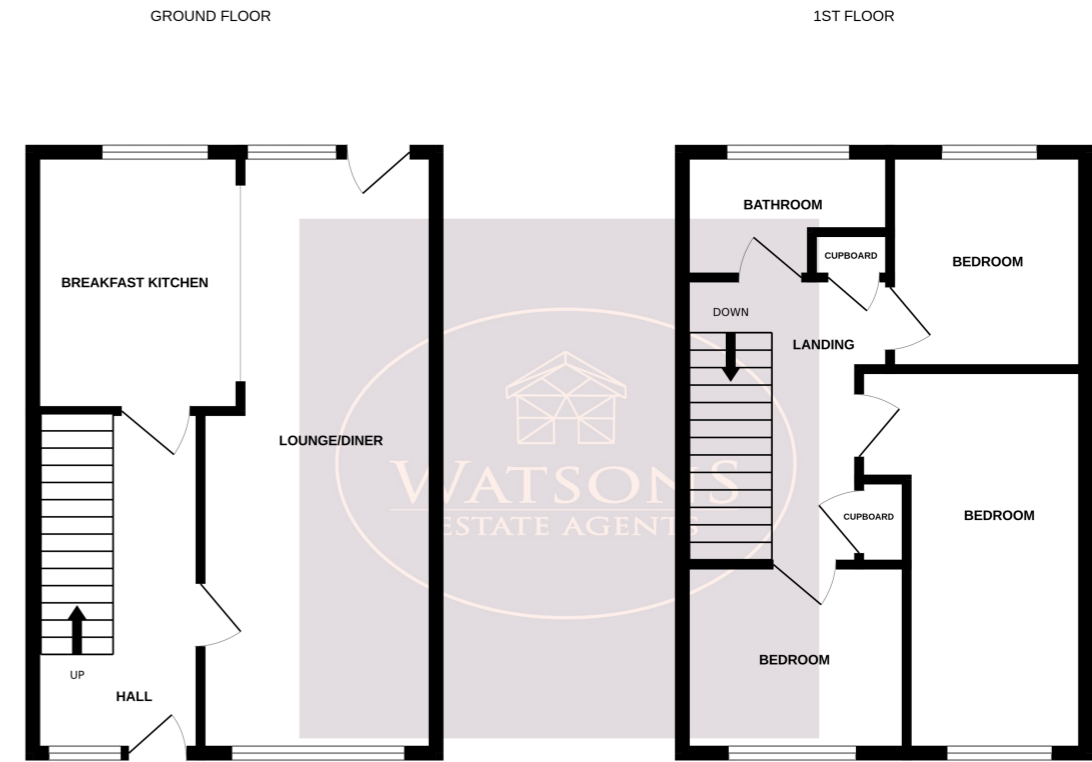 GROUND FLOOR
1ST FLOOR
BREAKFAST KITCHEN
LOUNGE/DINER
UP
HALL
BATHROOM
CUPBOARD
BEDROOM
DOWN
LANDING
CUPBOARD
BEDROOM
BEDROOM
WATSONS
ESTATE AGENTS